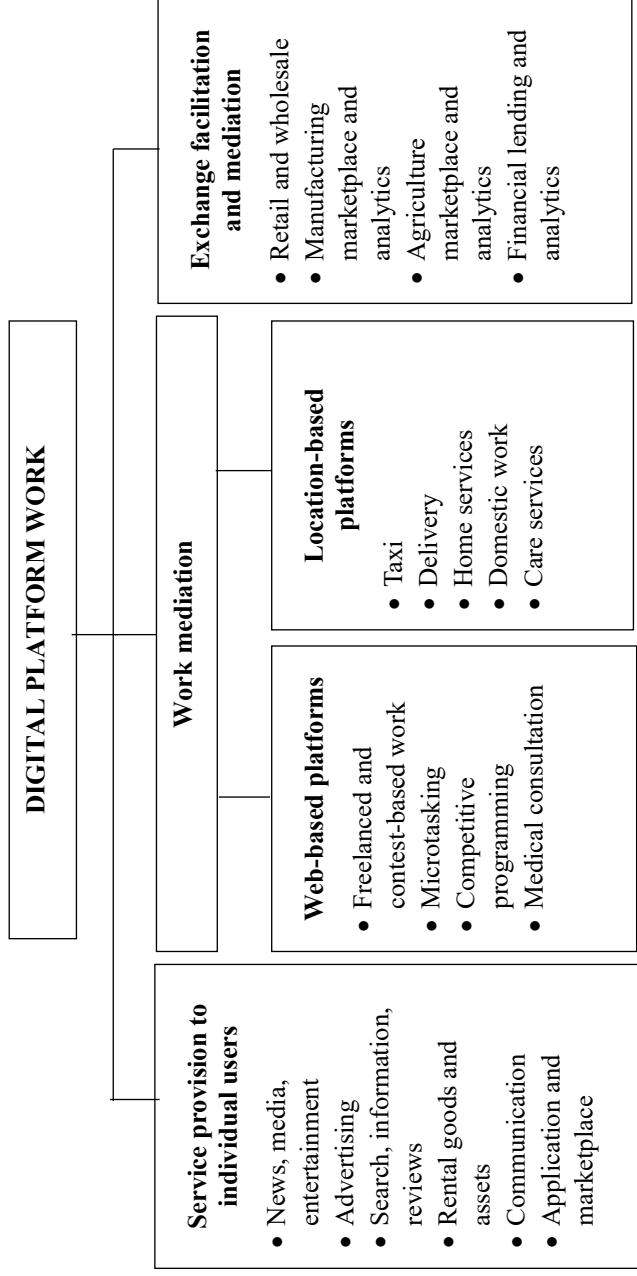 DIGITAL PLATFORM WORK
Service provision to
individual users
● News, media,
entertainment
● Advertising
● Search, information,
reviews
● Rental goods and
assets
● Communication
● Application and
marketplace
Work mediation
Web-based platforms
● Freelanced and
contest-based work
● Microtasking
● Competitive
programming
● Medical consultation
Location-based
platforms
● Taxi
● Delivery
● Home services
● Domestic work
● Care services
Exchange facilitation
and mediation
● Retail and wholesale
● Manufacturing
marketplace and
analytics
● Agriculture
marketplace and
analytics
● Financial lending and
analytics